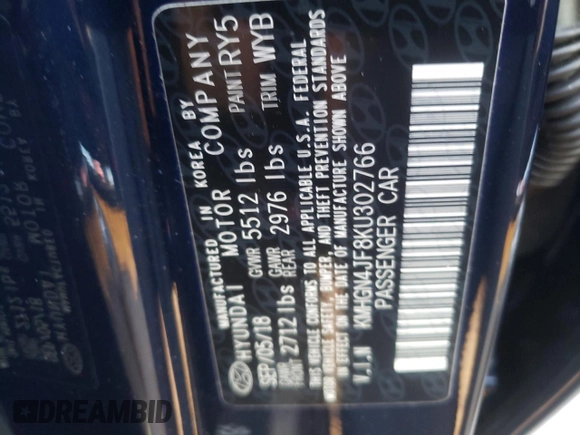 MANUFACTURED IN KOREA BY
HYUNDAI MOTOR COMPANY
SEP/05/18 GVWR 5512 lbs PAINT RY5
GAWR FRONT 2712 lbs GAWR REAR 2976 lbs TRIM WYB
THIS VEHICLE CONFORMS TO ALL APPLICABLE U.S.A. FEDERAL
MOTOR VEHICLE SAFETY, BUMPER, AND THEFT PREVENTION STANDARDS
IN EFFECT ON THE DATE OF MANUFACTURE SHOWN ABOVE
V.I.N KMHGN4JF8KU302766
PASSENGER CAR
DREAMBID